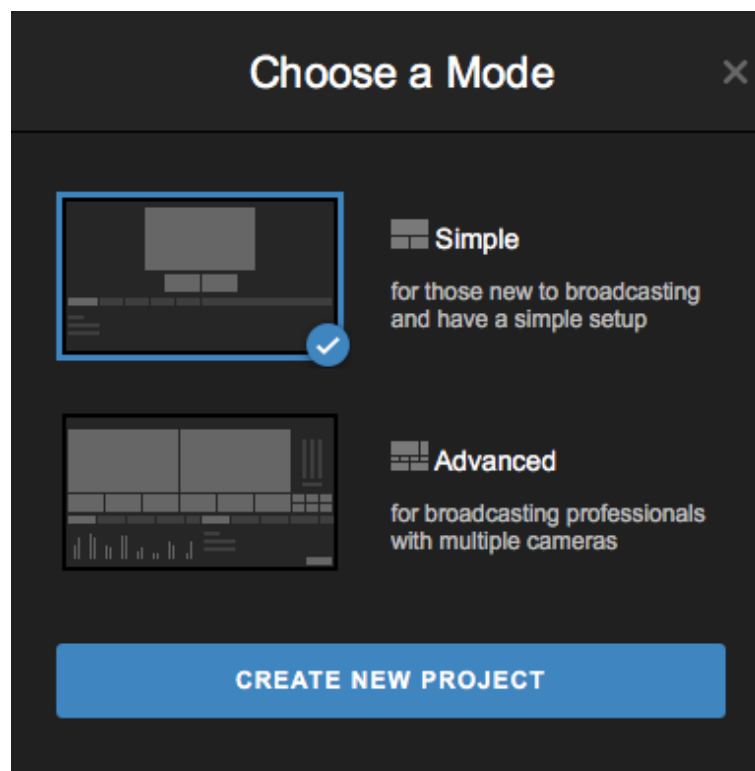 Choose a Mode
Simple
for those new to broadcasting
and have a simple setup
Advanced
for broadcasting professionals
with multiple cameras
CREATE NEW PROJECT